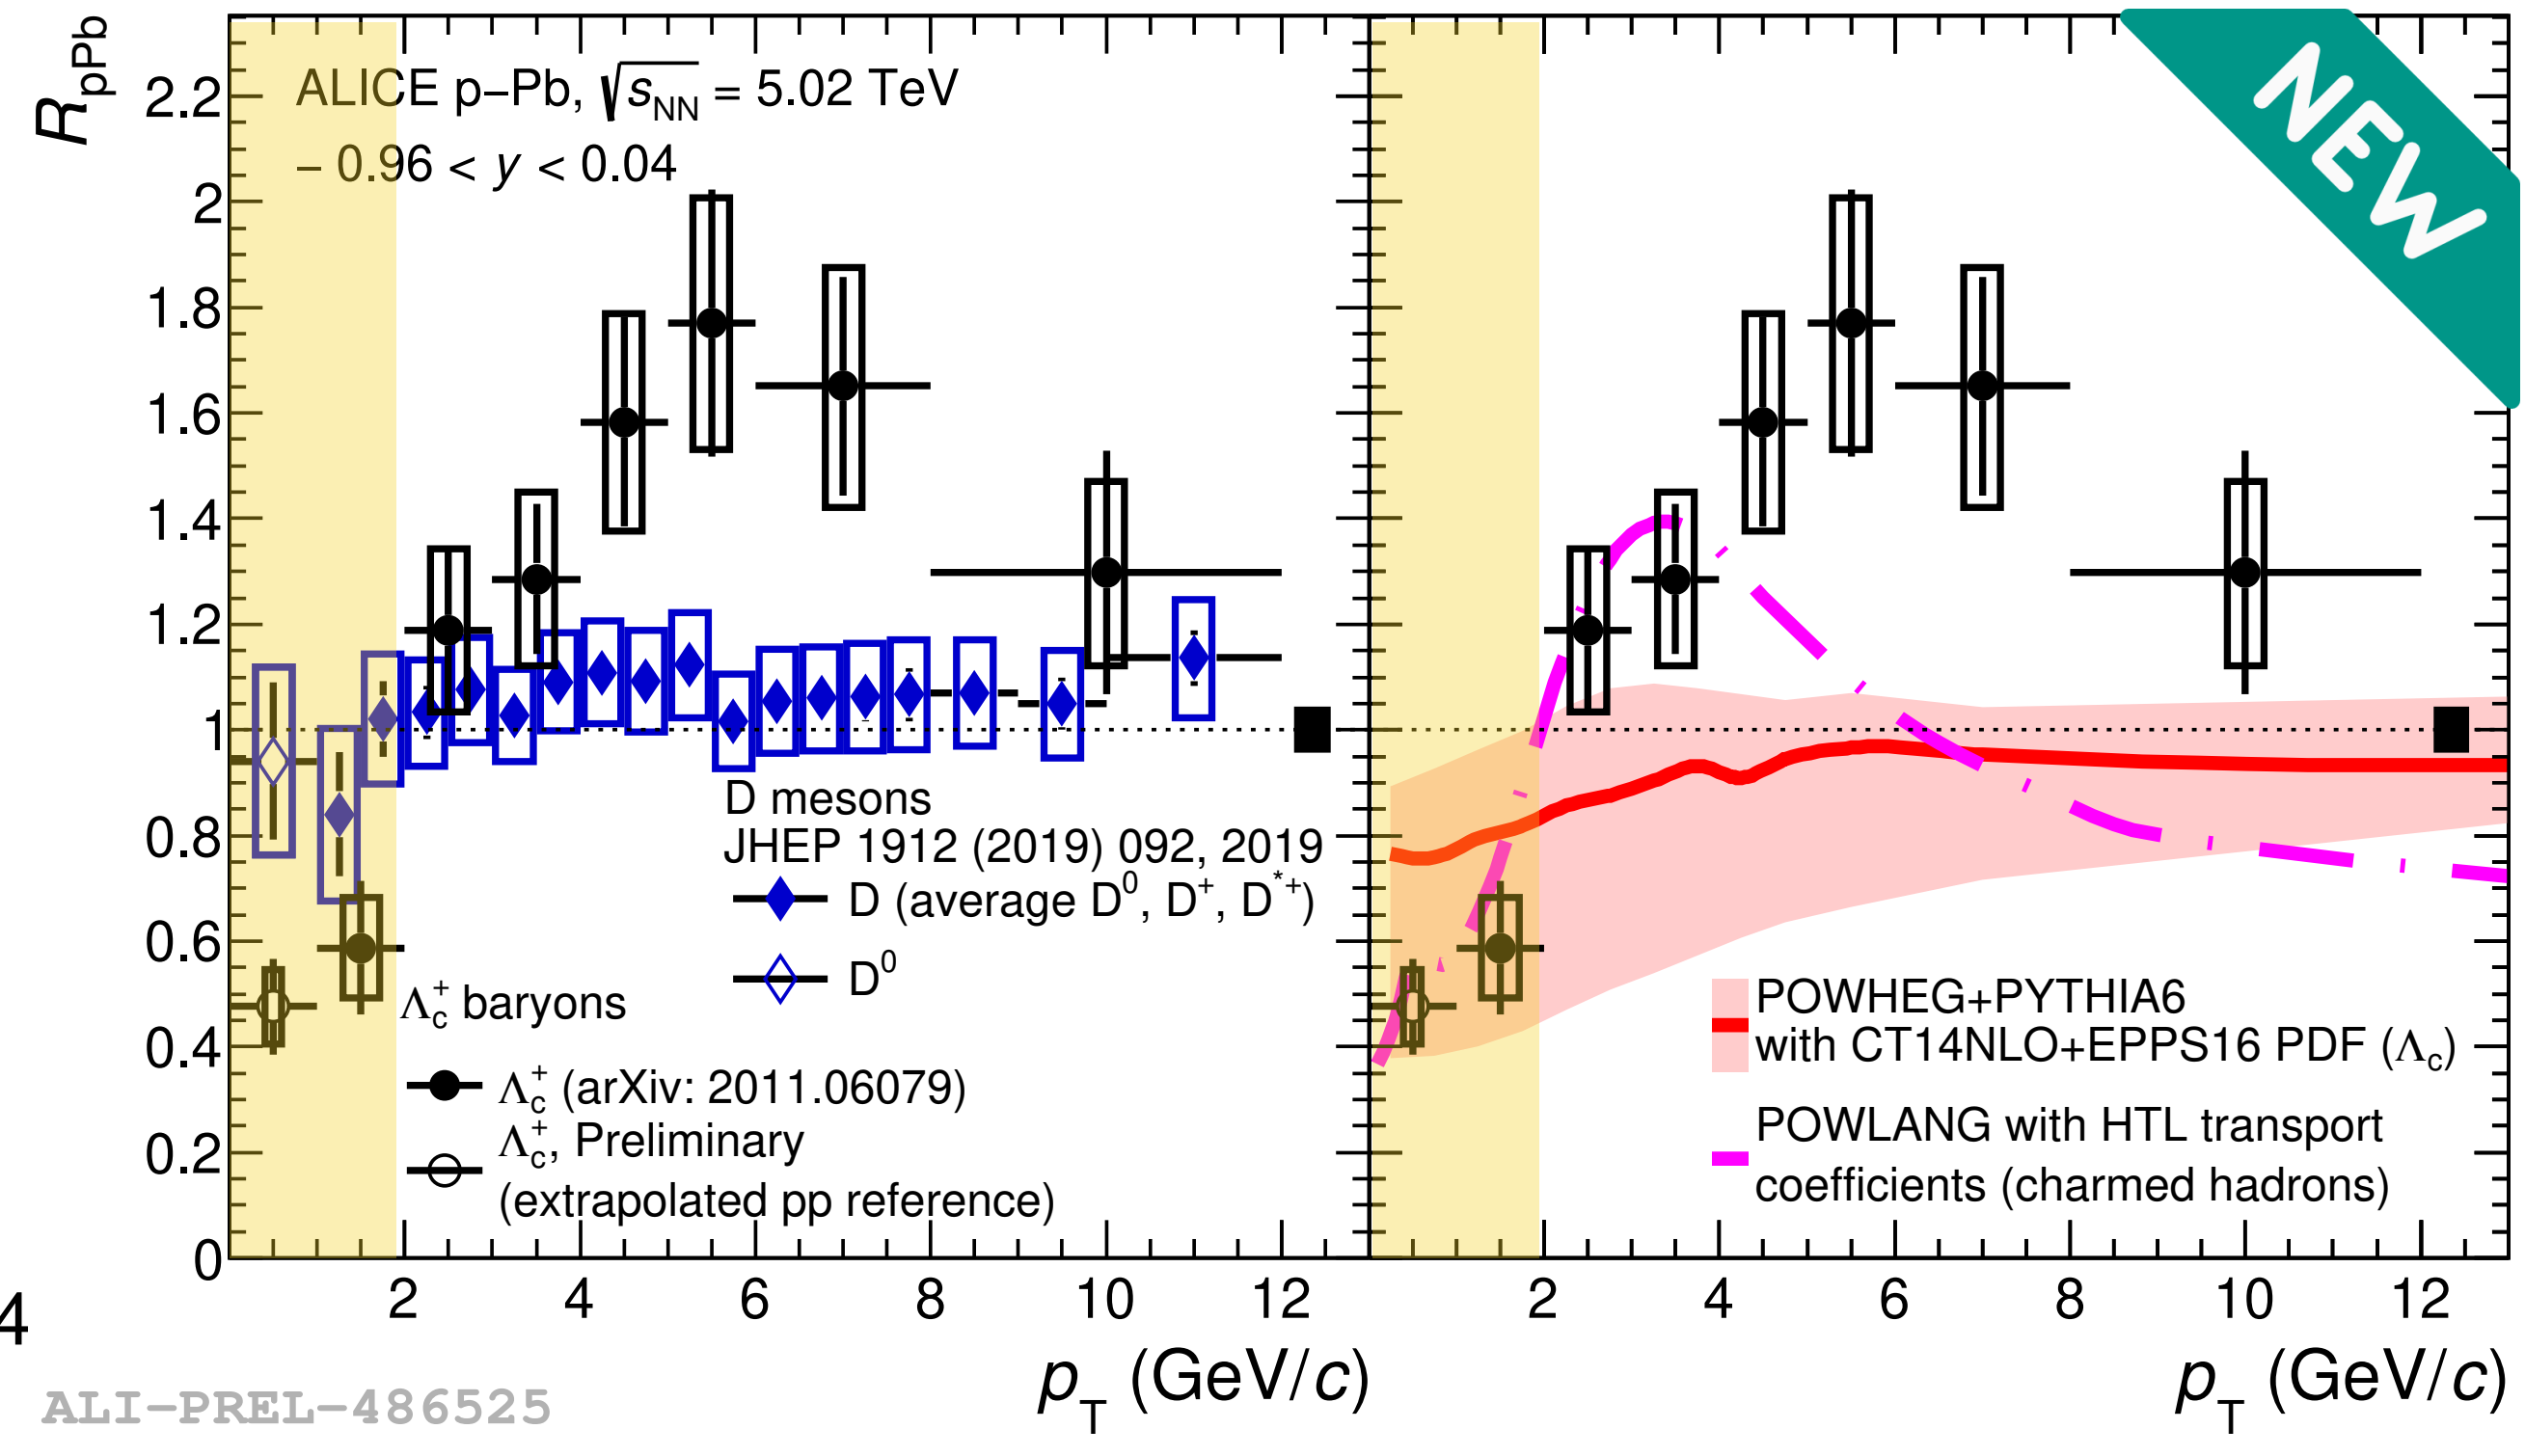 R_pPb
ALICE p–Pb, √s_NN = 5.02 TeV
– 0.96 < y < 0.04
NEW
2.2
2
1.8
1.6
1.4
1.2
1
0.8
0.6
0.4
0.2
0
D mesons
JHEP 1912 (2019) 092, 2019
D (average D⁰, D⁺, D*⁺)
D⁰
Λ_c⁺ baryons
Λ_c⁺ (arXiv: 2011.06079)
Λ_c⁺, Preliminary
(extrapolated pp reference)
POWHEG+PYTHIA6
with CT14NLO+EPPS16 PDF (Λ_c)
POWLANG with HTL transport
coefficients (charmed hadrons)
2 4 6 8 10 12 2 4 6 8 10 12
4
p_T (GeV/c) p_T (GeV/c)
ALI-PREL-486525